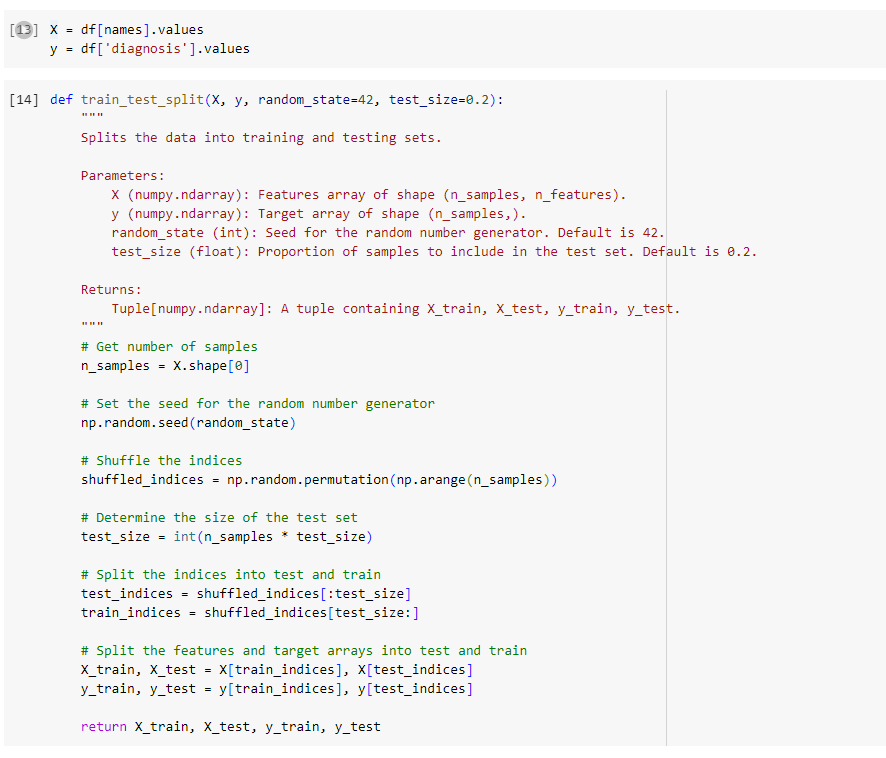 [13] X = df[names].values
y = df['diagnosis'].values
[14] def train_test_split(X, y, random_state=42, test_size=0.2):
"""
Splits the data into training and testing sets.
Parameters:
X (numpy.ndarray): Features array of shape (n_samples, n_features).
y (numpy.ndarray): Target array of shape (n_samples,).
random_state (int): Seed for the random number generator. Default is 42.
test_size (float): Proportion of samples to include in the test set. Default is 0.2.
Returns:
Tuple[numpy.ndarray]: A tuple containing X_train, X_test, y_train, y_test.
"""
# Get number of samples
n_samples = X.shape[0]
# Set the seed for the random number generator
np.random.seed(random_state)
# Shuffle the indices
shuffled_indices = np.random.permutation(np.arange(n_samples))
# Determine the size of the test set
test_size = int(n_samples * test_size)
# Split the indices into test and train
test_indices = shuffled_indices[:test_size]
train_indices = shuffled_indices[test_size:]
# Split the features and target arrays into test and train
X_train, X_test = X[train_indices], X[test_indices]
y_train, y_test = y[train_indices], y[test_indices]
return X_train, X_test, y_train, y_test